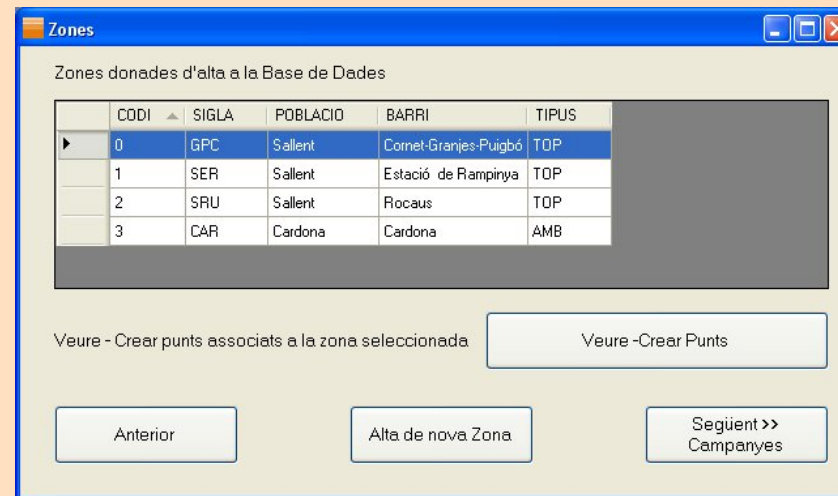 Zones
Zones donades d'alta a la Base de Dades
CODI SIGLA POBLACIO BARRI TIPUS
0 GPC Sallent Cornet-Granjes-Puigbó TOP
1 SER Sallent Estació de Rampinya TOP
2 SRU Sallent Rocaus TOP
3 CAR Cardona Cardona AMB
Veure - Crear punts associats a la zona seleccionada Veure -Crear Punts
Anterior Alta de nova Zona Següent >>
Campanyes